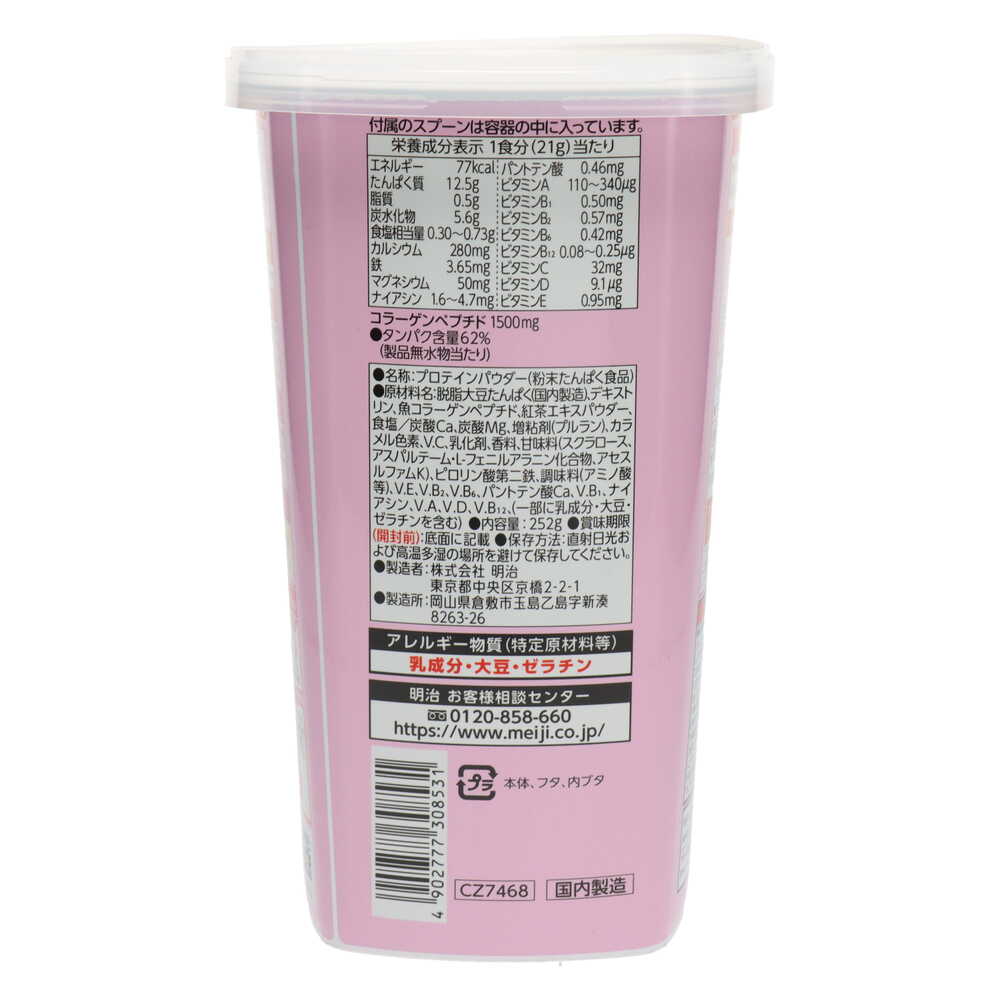 付属のスプーンは容器の中に入っています。
栄養成分表示 1食分(21g)当たり
エネルギー 77kcal パントテン酸 0.46mg
たんぱく質 12.5g ビタミンA 110～340μg
脂質 0.5g ビタミンB₁ 0.50mg
炭水化物 5.6g ビタミンB₂ 0.57mg
食塩相当量 0.30～0.73g ビタミンB₆ 0.42mg
カルシウム 280mg ビタミンB₁₂ 0.08～0.25μg
鉄 3.65mg ビタミンC 32mg
マグネシウム 50mg ビタミンD 9.1μg
ナイアシン 1.6～4.7mg ビタミンE 0.95mg
コラーゲンペプチド 1500mg
●タンパク含量62%
(製品無水物当たり)
●名称:プロテインパウダー(粉末たんぱく食品)
●原材料名:脱脂大豆たんぱく(国内製造)、デキスト
リン、魚コラーゲンペプチド、紅茶エキスパウダー、
食塩／炭酸Ca、炭酸Mg、増粘剤(プルラン)、カラ
メル色素、V.C、乳化剤、香料、甘味料(スクラロース、
アスパルテーム・L-フェニルアラニン化合物、アセス
ルファムK)、ピロリン酸第二鉄、調味料(アミノ酸
等)、V.E、V.B₂、V.B₆、パントテン酸Ca、V.B₁、ナイ
アシン、V.A、V.D、V.B₁₂、(一部に乳成分・大豆・
ゼラチンを含む) ●内容量:252g ●賞味期限
(開封前):底面に記載 ●保存方法:直射日光お
よび高温多湿の場所を避けて保存してください。
●製造者:株式会社 明治
東京都中央区京橋2-2-1
●製造所:岡山県倉敷市玉島乙島字新湊
8263-26
アレルギー物質(特定原材料等)
乳成分・大豆・ゼラチン
明治 お客様相談センター
0120-858-660
https://www.meiji.co.jp/
プラ 本体、フタ、内ブタ
4 902777 308531
CZ7468 国内製造